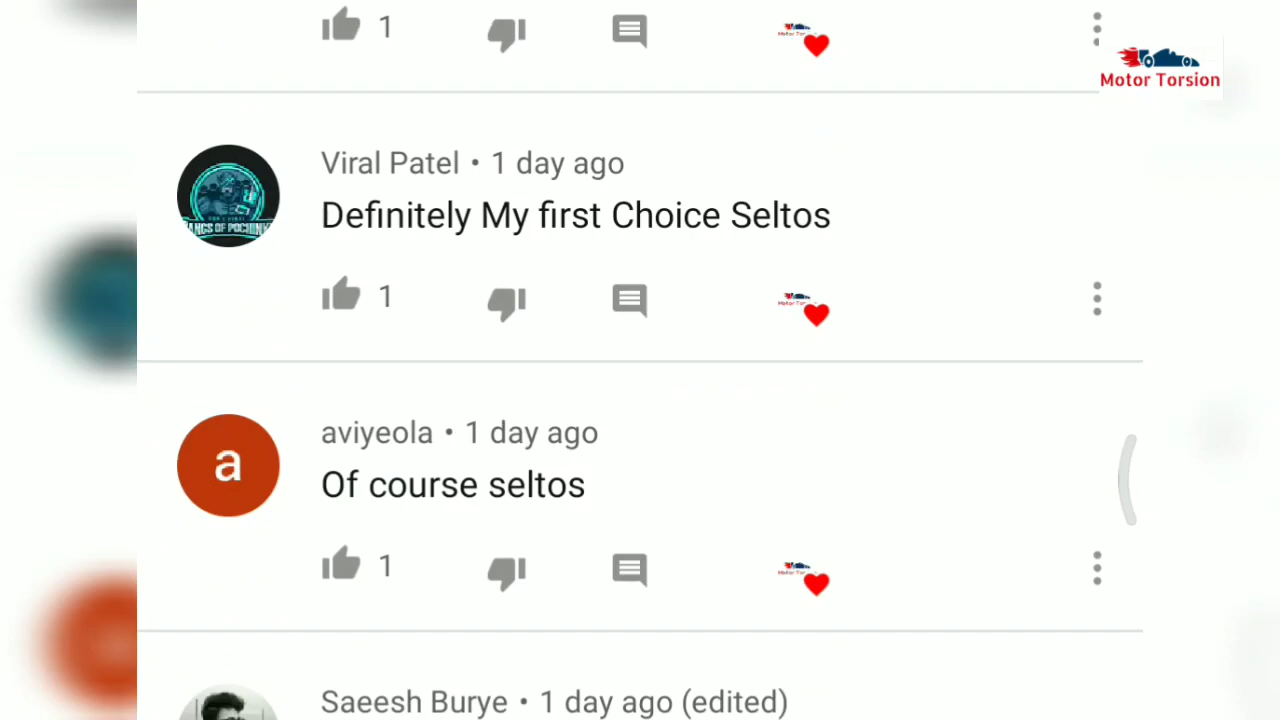 1
Motor Torsion
Viral Patel • 1 day ago
Definitely My first Choice Seltos
1
a
aviyeola • 1 day ago
Of course seltos
1
Saeesh Burye • 1 day ago (edited)